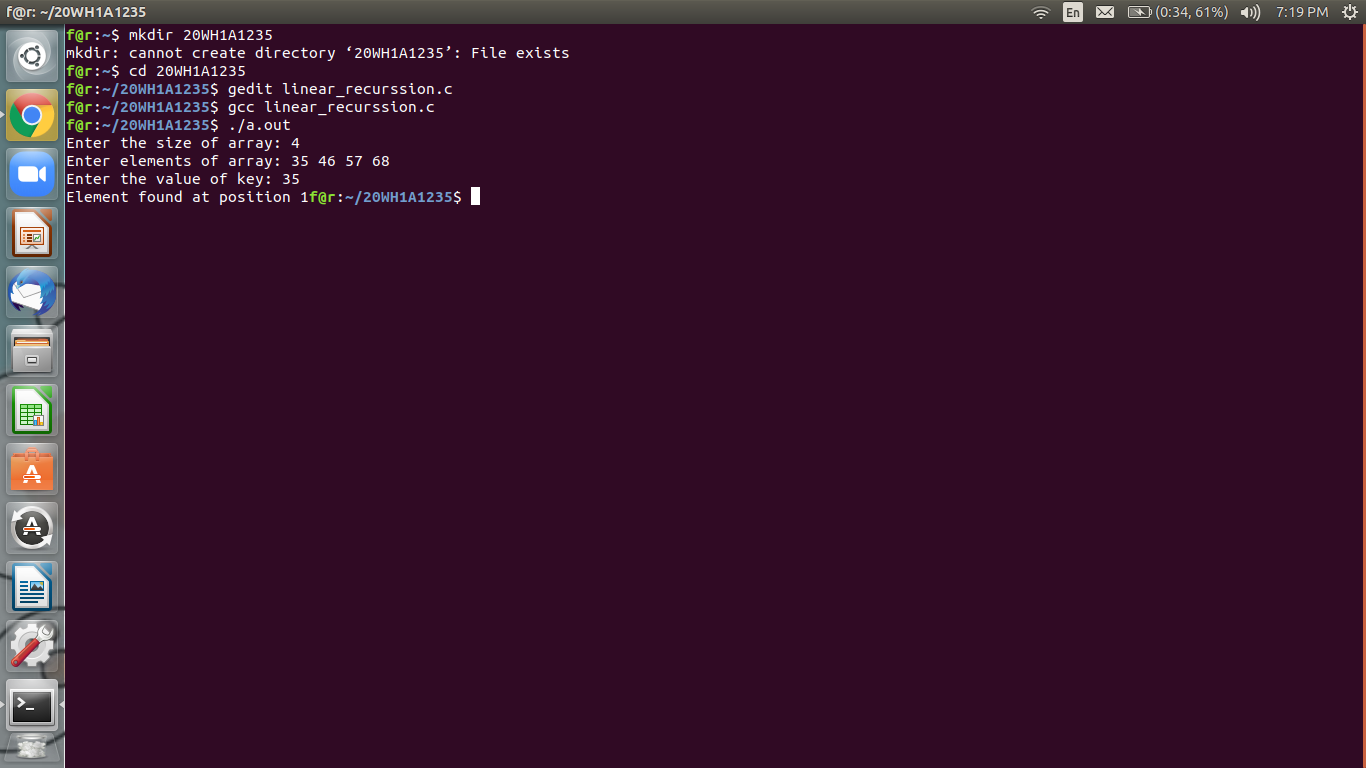 f@r: ~/20WH1A1235
En
(0:34, 61%)
7:19 PM
f@r:~$ mkdir 20WH1A1235
mkdir: cannot create directory ‘20WH1A1235’: File exists
f@r:~$ cd 20WH1A1235
f@r:~/20WH1A1235$ gedit linear_recurssion.c
f@r:~/20WH1A1235$ gcc linear_recurssion.c
f@r:~/20WH1A1235$ ./a.out
Enter the size of array: 4
Enter elements of array: 35 46 57 68
Enter the value of key: 35
Element found at position 1f@r:~/20WH1A1235$